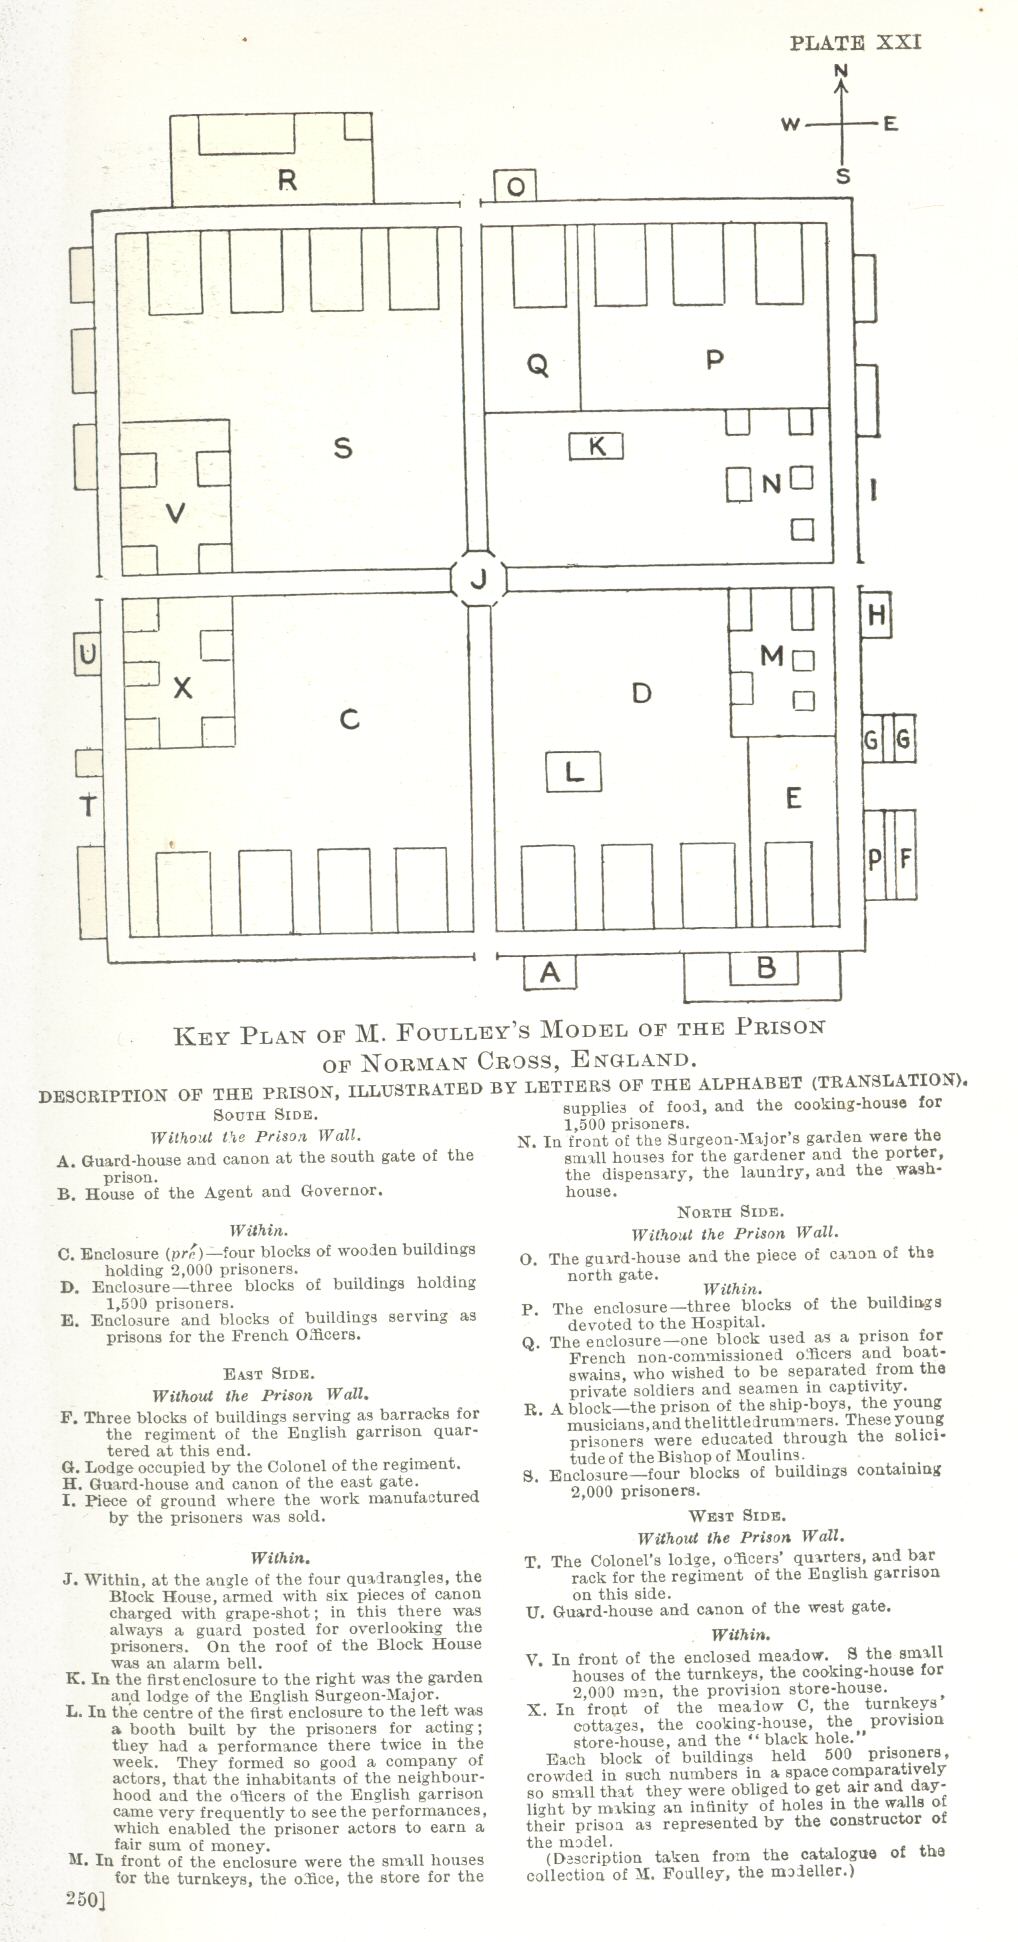 PLATE XXI
N
W E
S
R
O
Q
P
S
K
V
N
I
J
H
U
X
M
D
C
G G
L
E
T
P F
A
B
KEY PLAN OF M. FOULLEY'S MODEL OF THE PRISON
OF NORMAN CROSS, ENGLAND.
DESCRIPTION OF THE PRISON, ILLUSTRATED BY LETTERS OF THE ALPHABET (TRANSLATION).
SOUTH SIDE.
Without the Prison Wall.
A. Guard-house and canon at the south gate of the
prison.
B. House of the Agent and Governor.
Within.
C. Enclosure (pré)—four blocks of wooden buildings
holding 2,000 prisoners.
D. Enclosure—three blocks of buildings holding
1,500 prisoners.
E. Enclosure and blocks of buildings serving as
prisons for the French Officers.
EAST SIDE.
Without the Prison Wall.
F. Three blocks of buildings serving as barracks for
the regiment of the English garrison quar-
tered at this end.
G. Lodge occupied by the Colonel of the regiment.
H. Guard-house and canon of the east gate.
I. Piece of ground where the work manufactured
by the prisoners was sold.
Within.
J. Within, at the angle of the four quadrangles, the
Block House, armed with six pieces of canon
charged with grape-shot; in this there was
always a guard posted for overlooking the
prisoners. On the roof of the Block House
was an alarm bell.
K. In the first enclosure to the right was the garden
and lodge of the English Surgeon-Major.
L. In the centre of the first enclosure to the left was
a booth built by the prisoners for acting;
they had a performance there twice in the
week. They formed so good a company of
actors, that the inhabitants of the neighbour-
hood and the officers of the English garrison
came very frequently to see the performances,
which enabled the prisoner actors to earn a
fair sum of money.
M. In front of the enclosure were the small houses
for the turnkeys, the office, the store for the
250]
supplies of food, and the cooking-house for
1,500 prisoners.
N. In front of the Surgeon-Major's garden were the
small houses for the gardener and the porter,
the dispensary, the laundry, and the wash-
house.
NORTH SIDE.
Without the Prison Wall.
O. The guard-house and the piece of canon of the
north gate.
Within.
P. The enclosure—three blocks of the buildings
devoted to the Hospital.
Q. The enclosure—one block used as a prison for
French non-commissioned officers and boat-
swains, who wished to be separated from the
private soldiers and seamen in captivity.
R. A block—the prison of the ship-boys, the young
musicians, and the little drummers. These young
prisoners were educated through the solici-
tude of the Bishop of Moulins.
S. Enclosure—four blocks of buildings containing
2,000 prisoners.
WEST SIDE.
Without the Prison Wall.
T. The Colonel's lodge, officers' quarters, and bar
rack for the regiment of the English garrison
on this side.
U. Guard-house and canon of the west gate.
Within.
V. In front of the enclosed meadow. S the small
houses of the turnkeys, the cooking-house for
2,000 men, the provision store-house.
X. In front of the meadow C, the turnkeys'
cottages, the cooking-house, the provision
store-house, and the "black hole."
Each block of buildings held 500 prisoners,
crowded in such numbers in a space comparatively
so small that they were obliged to get air and day-
light by making an infinity of holes in the walls of
their prison as represented by the constructor of
the model.
(Description taken from the catalogue of the
collection of M. Foulley, the modeller.)